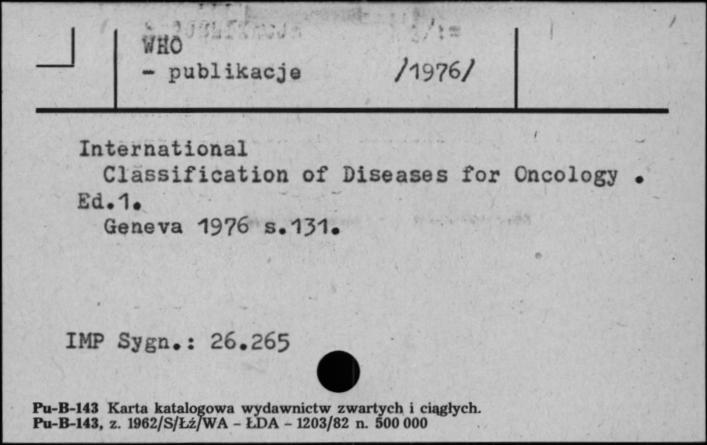 WHO
- publikacje /1976/
International
Classification of Diseases for Oncology .
Ed.1.
Geneva 1976 s.131.
IMP Sygn.: 26.265
Pu-B-143 Karta katalogowa wydawnictw zwartych i ciągłych.
Pu-B-143, z. 1962/S/Łź/WA - ŁDA - 1203/82 n. 500 000